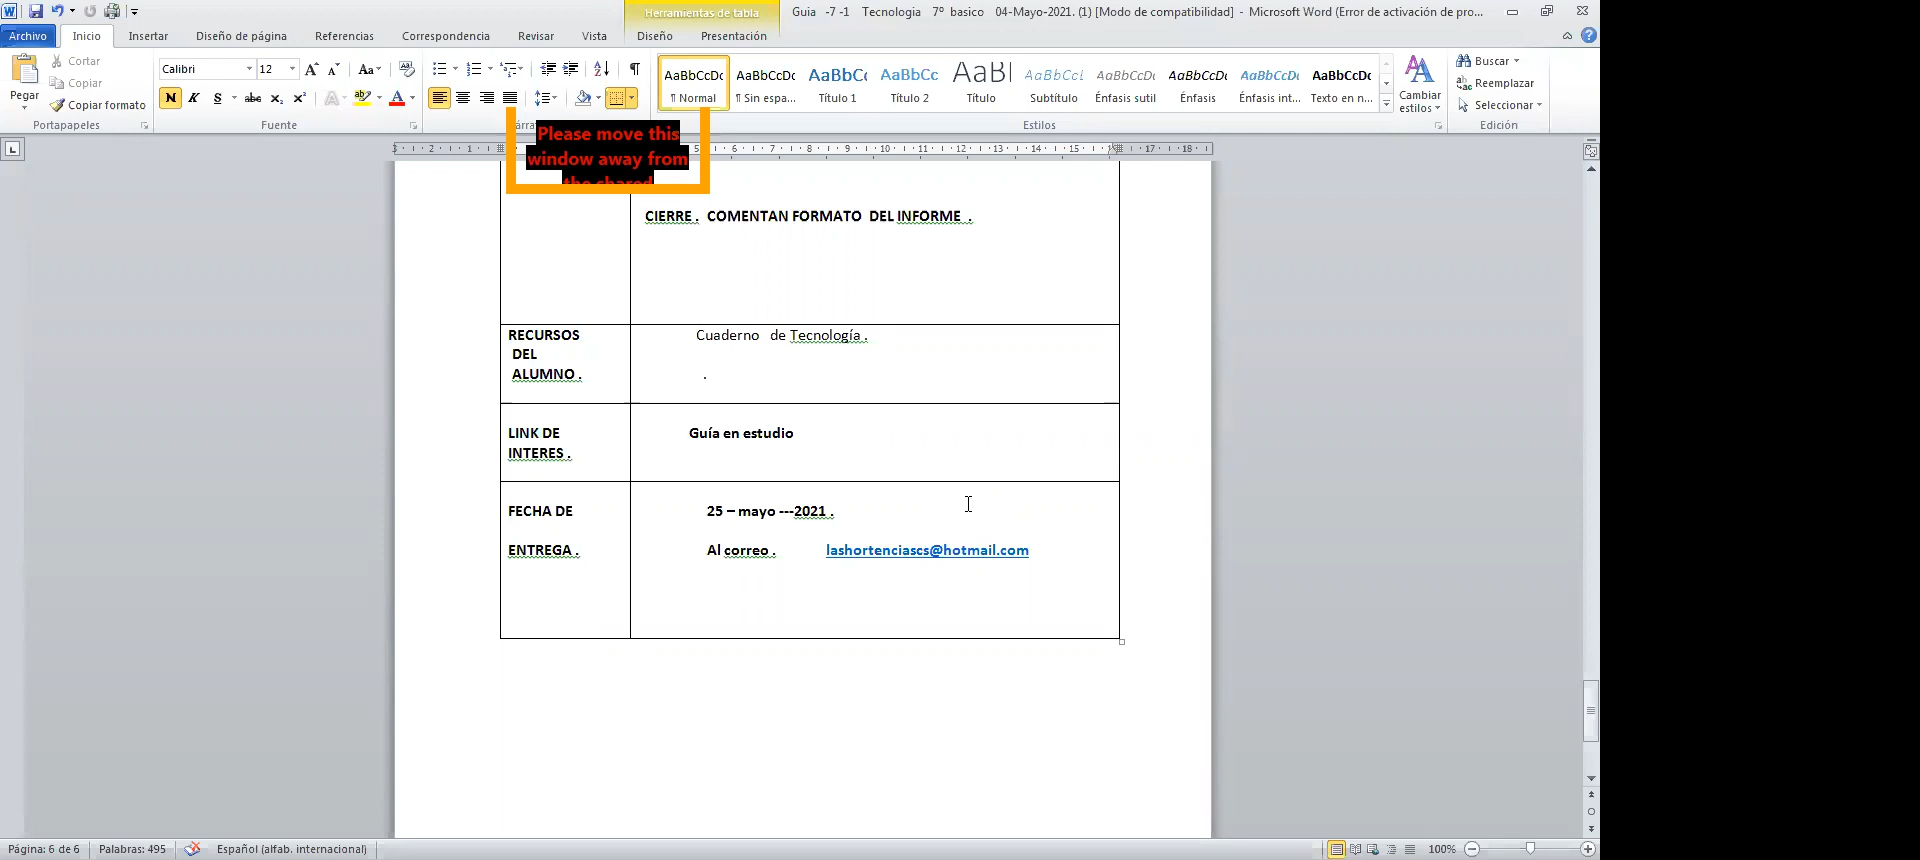 Herramientas de tabla
Guia -7 -1 Tecnologia 7º basico 04-Mayo-2021. (1) [Modo de compatibilidad] - Microsoft Word (Error de activación de pro...
Archivo Inicio Insertar Diseño de página Referencias Correspondencia Revisar Vista Diseño Presentación
Pegar
Cortar
Copiar
Copiar formato
Portapapeles
Calibri 12
Fuente
AaBbCcDc AaBbCcDc AaBbC AaBbCc AaB AaBbCcl AaBbCcDc AaBbCcDc AaBbCcDc AaBbCcDc
¶ Normal ¶ Sin espa... Título 1 Título 2 Título Subtítulo Énfasis sutil Énfasis Énfasis int... Texto en n...
Estilos
Cambiar
estilos
Buscar
Reemplazar
Seleccionar
Edición
Please move this
window away from
the shared
CIERRE . COMENTAN FORMATO DEL INFORME .
RECURSOS
DEL
ALUMNO .
Cuaderno de Tecnología .
.
LINK DE
INTERES .
Guía en estudio
FECHA DE
ENTREGA .
25 – mayo ---2021 .
Al correo . lashortenciascs@hotmail.com
Página: 6 de 6 Palabras: 495 Español (alfab. internacional) 100%